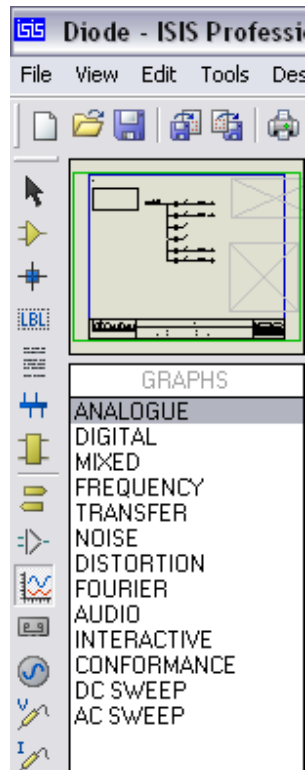 isis Diode - ISIS Professi
File View Edit Tools Des
LBL
GRAPHS
ANALOGUE
DIGITAL
MIXED
FREQUENCY
TRANSFER
NOISE
DISTORTION
FOURIER
AUDIO
INTERACTIVE
CONFORMANCE
DC SWEEP
AC SWEEP
V
I